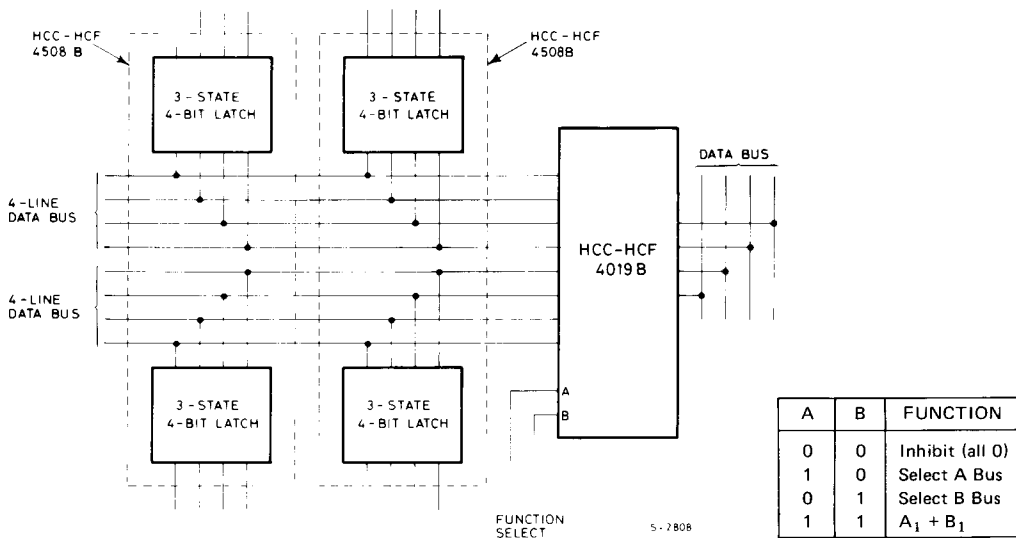 HCC-HCF
4508 B
HCC-HCF
4508B
3-STATE
4-BIT LATCH
3-STATE
4-BIT LATCH
DATA BUS
4-LINE
DATA BUS
HCC-HCF
4019B
4-LINE
DATA BUS
3-STATE
4-BIT LATCH
3-STATE
4-BIT LATCH
A
B
FUNCTION
SELECT
S-2808
A B FUNCTION
0 0 Inhibit (all 0)
1 0 Select A Bus
0 1 Select B Bus
1 1 A₁ + B₁